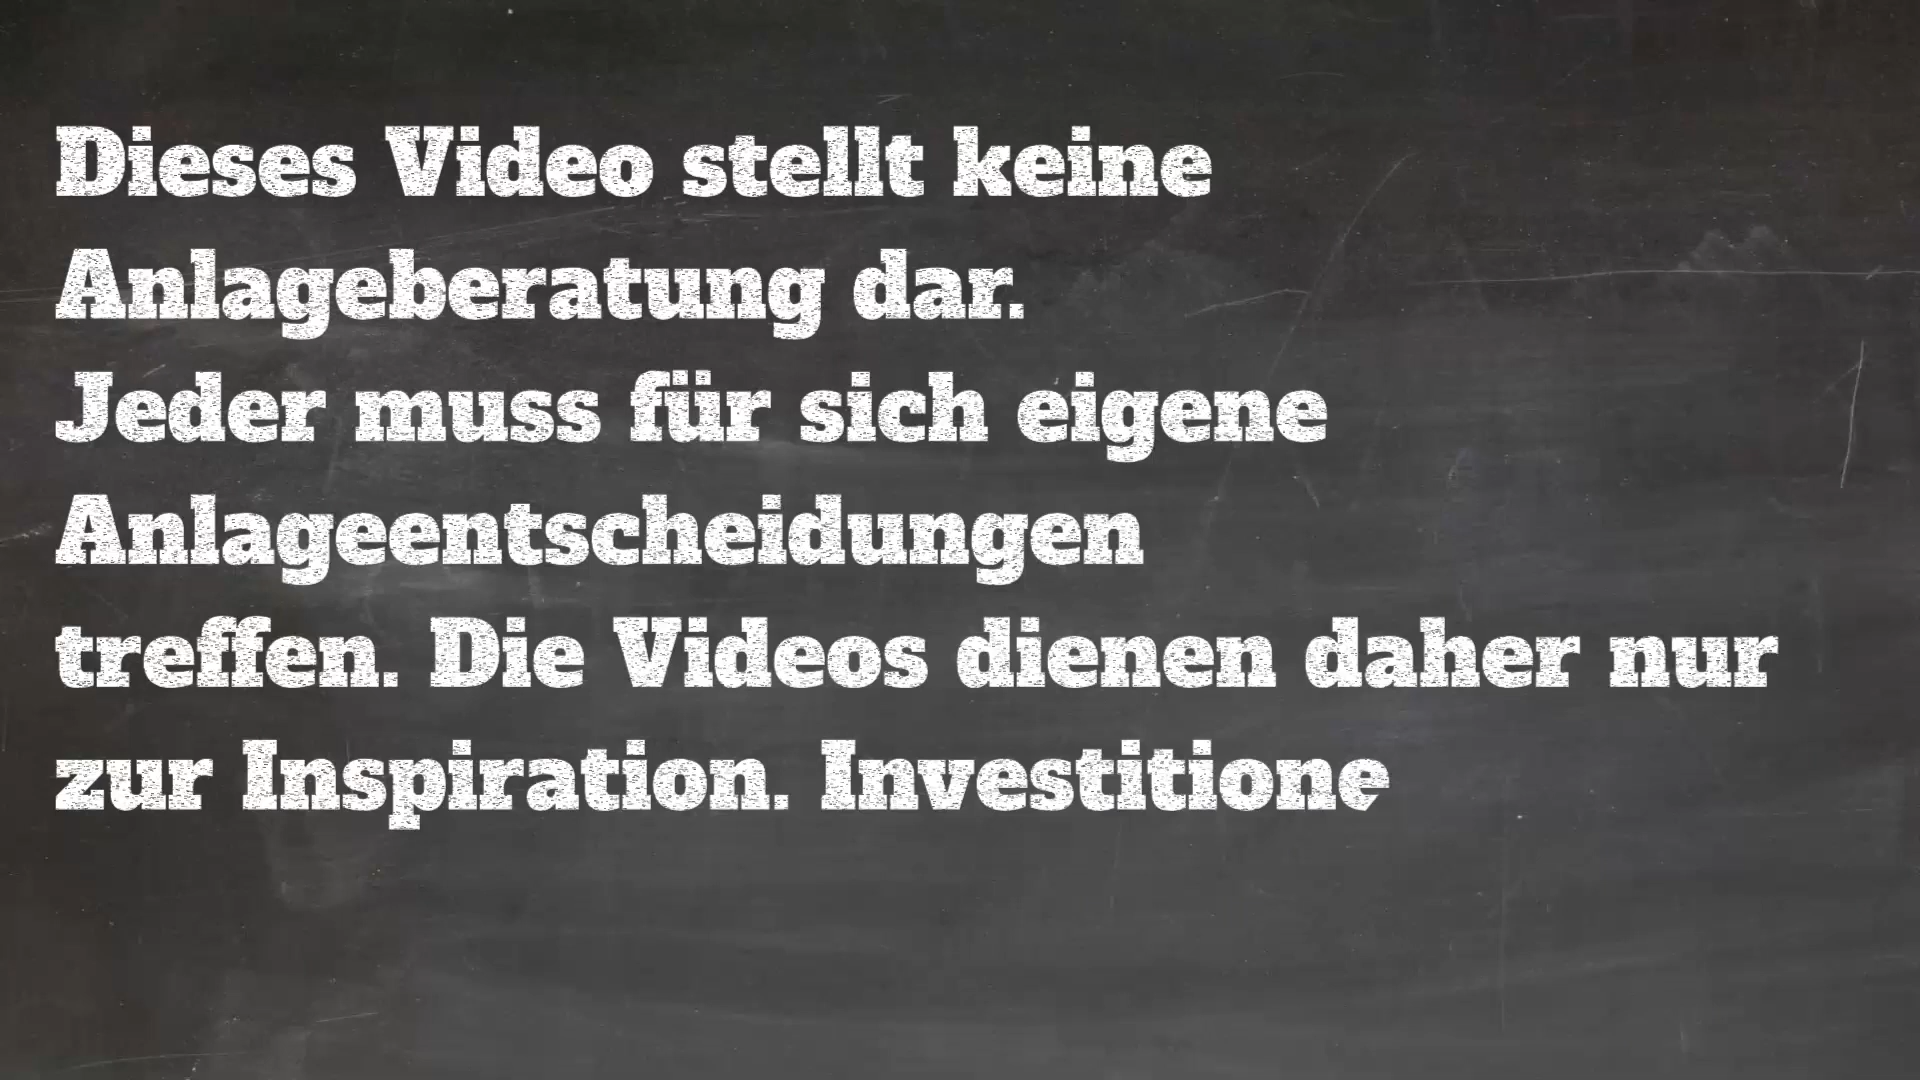 Dieses Video stellt keine
Anlageberatung dar.
Jeder muss für sich eigene
Anlageentscheidungen
treffen. Die Videos dienen daher nur
zur Inspiration. Investitione